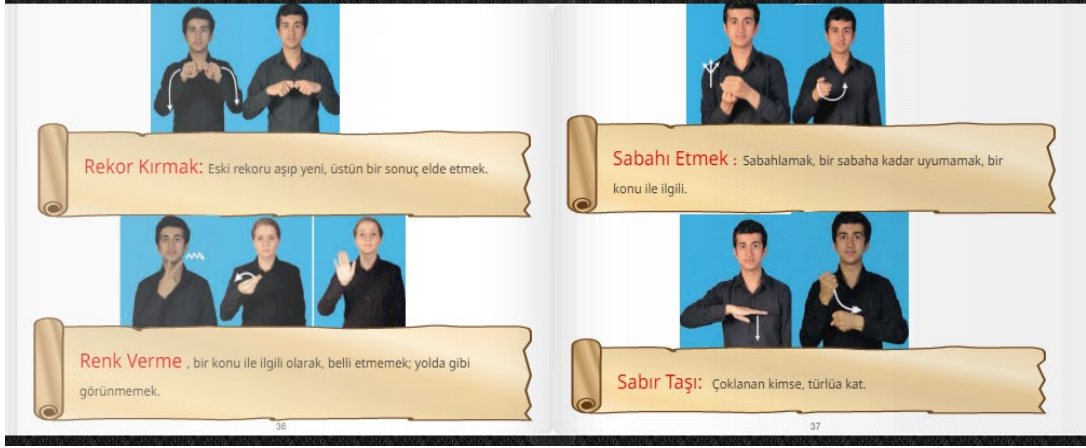 Rekor Kırmak: Eski rekoru aşıp yeni, üstün bir sonuç elde etmek.
Renk Verme , bir konu ile ilgili olarak, belli etmemek; yolda gibi
görünmemek.
36
Sabahı Etmek : Sabahlamak, bir sabaha kadar uyumamak, bir
konu ile ilgili.
Sabır Taşı: Çoklanan kimse, türlüa kat.
37